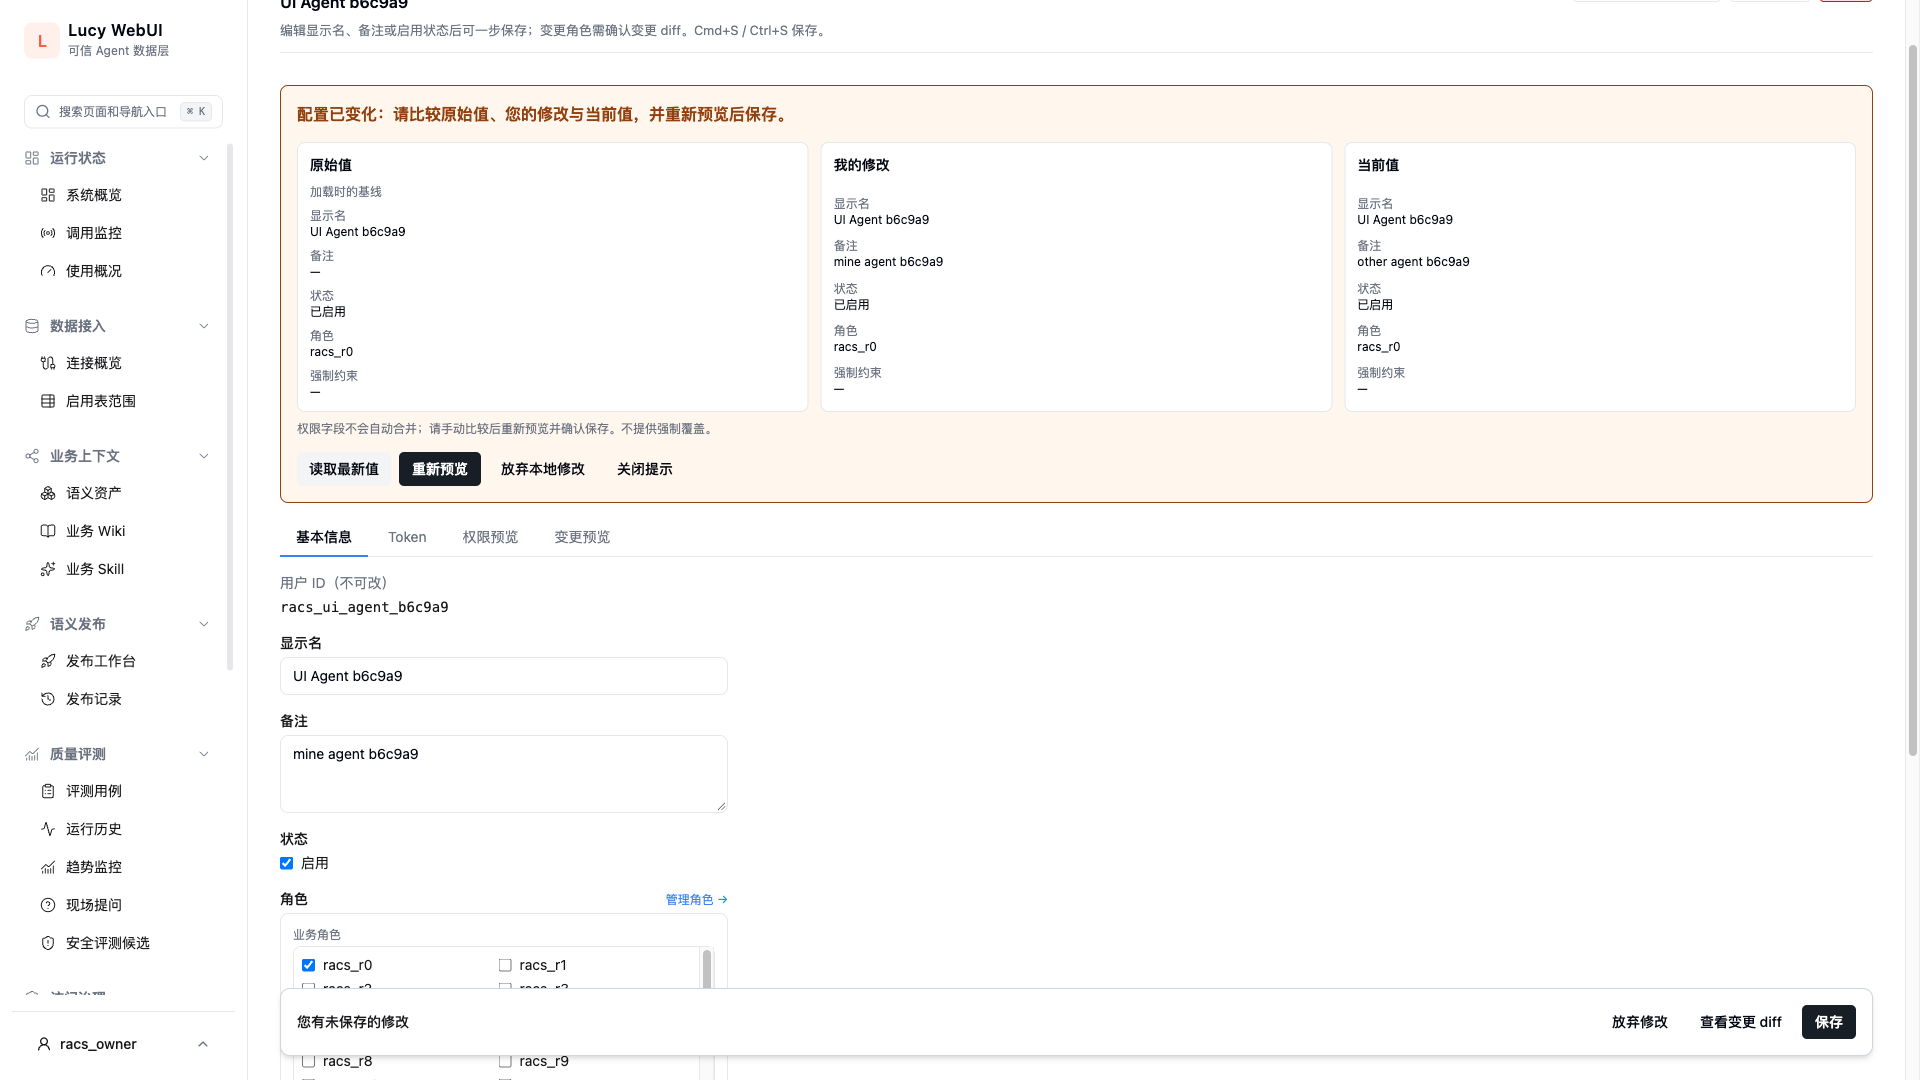 Lucy WebUI
L
可信 Agent 数据层
搜索页面和导航入口
⌘ K
运行状态
系统概览
调用监控
使用概况
数据接入
连接概览
启用表范围
业务上下文
语义资产
业务 Wiki
业务 Skill
语义发布
发布工作台
发布记录
质量评测
评测用例
运行历史
趋势监控
现场提问
安全评测候选
racs_owner
UI Agent b6c9a9
编辑显示名、备注或启用状态后可一步保存；变更角色需确认变更 diff。Cmd+S / Ctrl+S 保存。
配置已变化：请比较原始值、您的修改与当前值，并重新预览后保存。
原始值
加载时的基线
显示名
UI Agent b6c9a9
备注
—
状态
已启用
角色
racs_r0
强制约束
—
我的修改
显示名
UI Agent b6c9a9
备注
mine agent b6c9a9
状态
已启用
角色
racs_r0
强制约束
—
当前值
显示名
UI Agent b6c9a9
备注
other agent b6c9a9
状态
已启用
角色
racs_r0
强制约束
—
权限字段不会自动合并；请手动比较后重新预览并确认保存。不提供强制覆盖。
读取最新值
重新预览
放弃本地修改
关闭提示
基本信息
Token
权限预览
变更预览
用户 ID（不可改）
racs_ui_agent_b6c9a9
显示名
UI Agent b6c9a9
备注
mine agent b6c9a9
状态
启用
角色
管理角色 →
业务角色
racs_r0
racs_r1
您有未保存的修改
放弃修改
查看变更 diff
保存
racs_r8
racs_r9